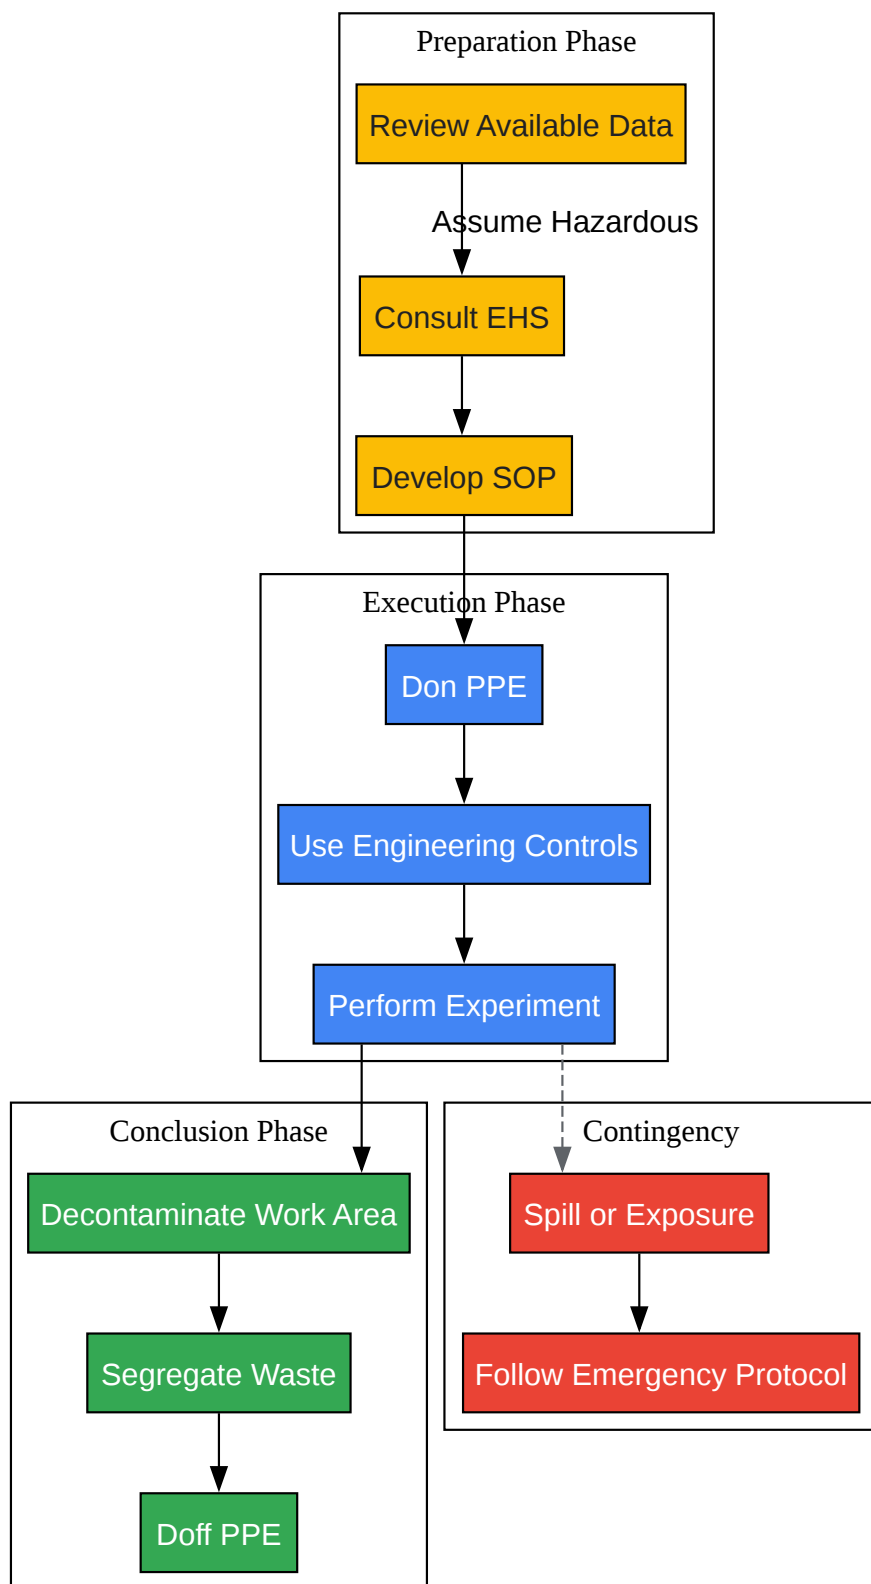 Preparation Phase
Review Available Data
Assume Hazardous
Consult EHS
Develop SOP
Execution Phase
Don PPE
Use Engineering Controls
Perform Experiment
Conclusion Phase
Decontaminate Work Area
Segregate Waste
Doff PPE
Contingency
Spill or Exposure
Follow Emergency Protocol